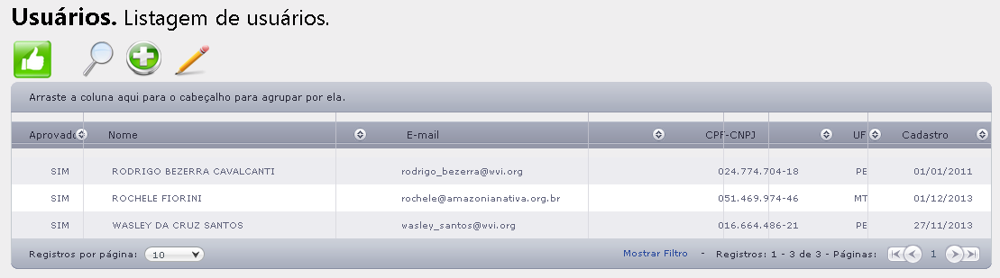 Usuários. Listagem de usuários.
Arraste a coluna aqui para o cabeçalho para agrupar por ela.
Aprovado Nome E-mail CPF-CNPJ UF Cadastro
SIM RODRIGO BEZERRA CAVALCANTI rodrigo_bezerra@wvi.org 024.774.704-18 PE 01/01/2011
SIM ROCHELE FIORINI rochele@amazonianativa.org.br 051.469.974-46 MT 01/12/2013
SIM WASLEY DA CRUZ SANTOS wasley_santos@wvi.org 016.664.486-21 PE 27/11/2013
Registros por página: 10 Mostrar Filtro - Registros: 1 - 3 de 3 - Páginas: 1